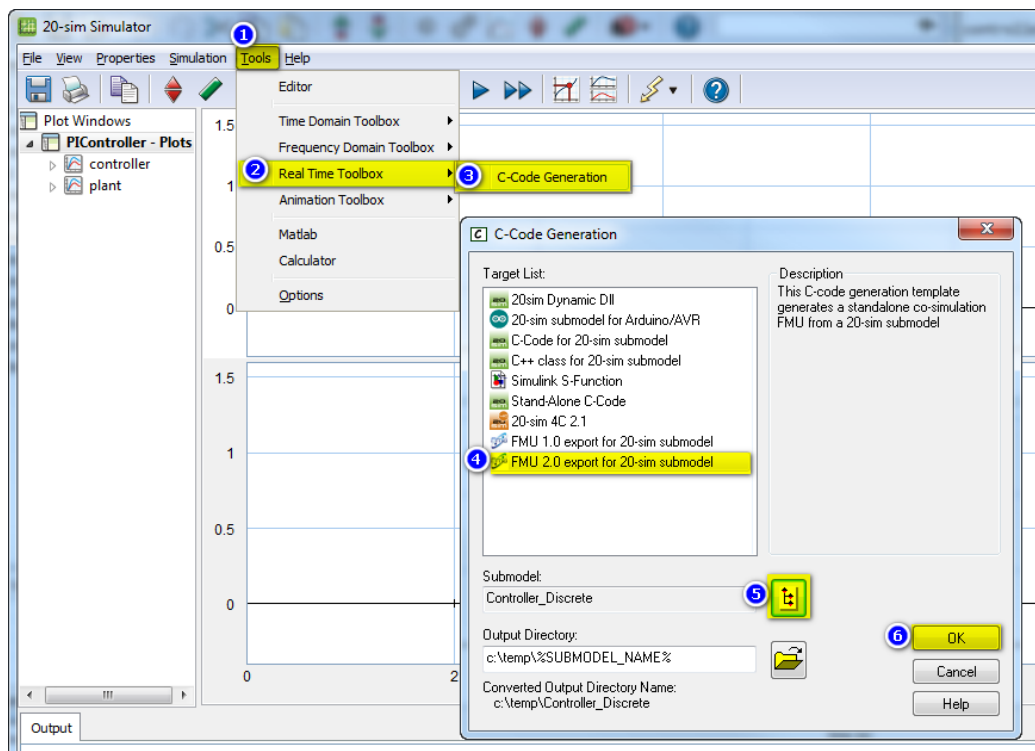 20-sim Simulator
1
File View Properties Simulation Tools Help
Editor
Time Domain Toolbox
Frequency Domain Toolbox
2 Real Time Toolbox
3 C-Code Generation
Animation Toolbox
Matlab
Calculator
Options
Plot Windows
PIController - Plots
controller
plant
1.5
1
0.5
0
1.5
1
0.5
0
0
2
Output
C C-Code Generation
Target List:
20sim Dynamic Dll
20-sim submodel for Arduino/AVR
C-Code for 20-sim submodel
C++ class for 20-sim submodel
Simulink S-Function
Stand-Alone C-Code
20-sim 4C 2.1
FMU 1.0 export for 20-sim submodel
4 FMU 2.0 export for 20-sim submodel
Description
This C-code generation template
generates a standalone co-simulation
FMU from a 20-sim submodel
Submodel:
Controller_Discrete
5
Output Directory:
c:\temp\%SUBMODEL_NAME%
Converted Output Directory Name:
c:\temp\Controller_Discrete
6 OK
Cancel
Help